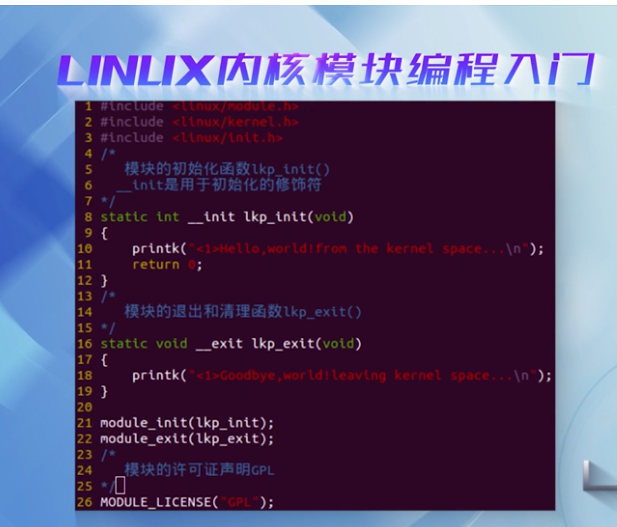 LINLIX内核模块编程入门
1 #include <linux/module.h>
2 #include <linux/kernel.h>
3 #include <linux/init.h>
4 /*
5 模块的初始化函数lkp_init()
6 __init是用于初始化的修饰符
7 */
8 static int __init lkp_init(void)
9 {
10 printk("<1>Hello,world!from the kernel space...\n");
11 return 0;
12 }
13 /*
14 模块的退出和清理函数lkp_exit()
15 */
16 static void __exit lkp_exit(void)
17 {
18 printk("<1>Goodbye,world!leaving kernel space...\n");
19 }
20
21 module_init(lkp_init);
22 module_exit(lkp_exit);
23 /*
24 模块的许可证声明GPL
25 */
26 MODULE_LICENSE("GPL");